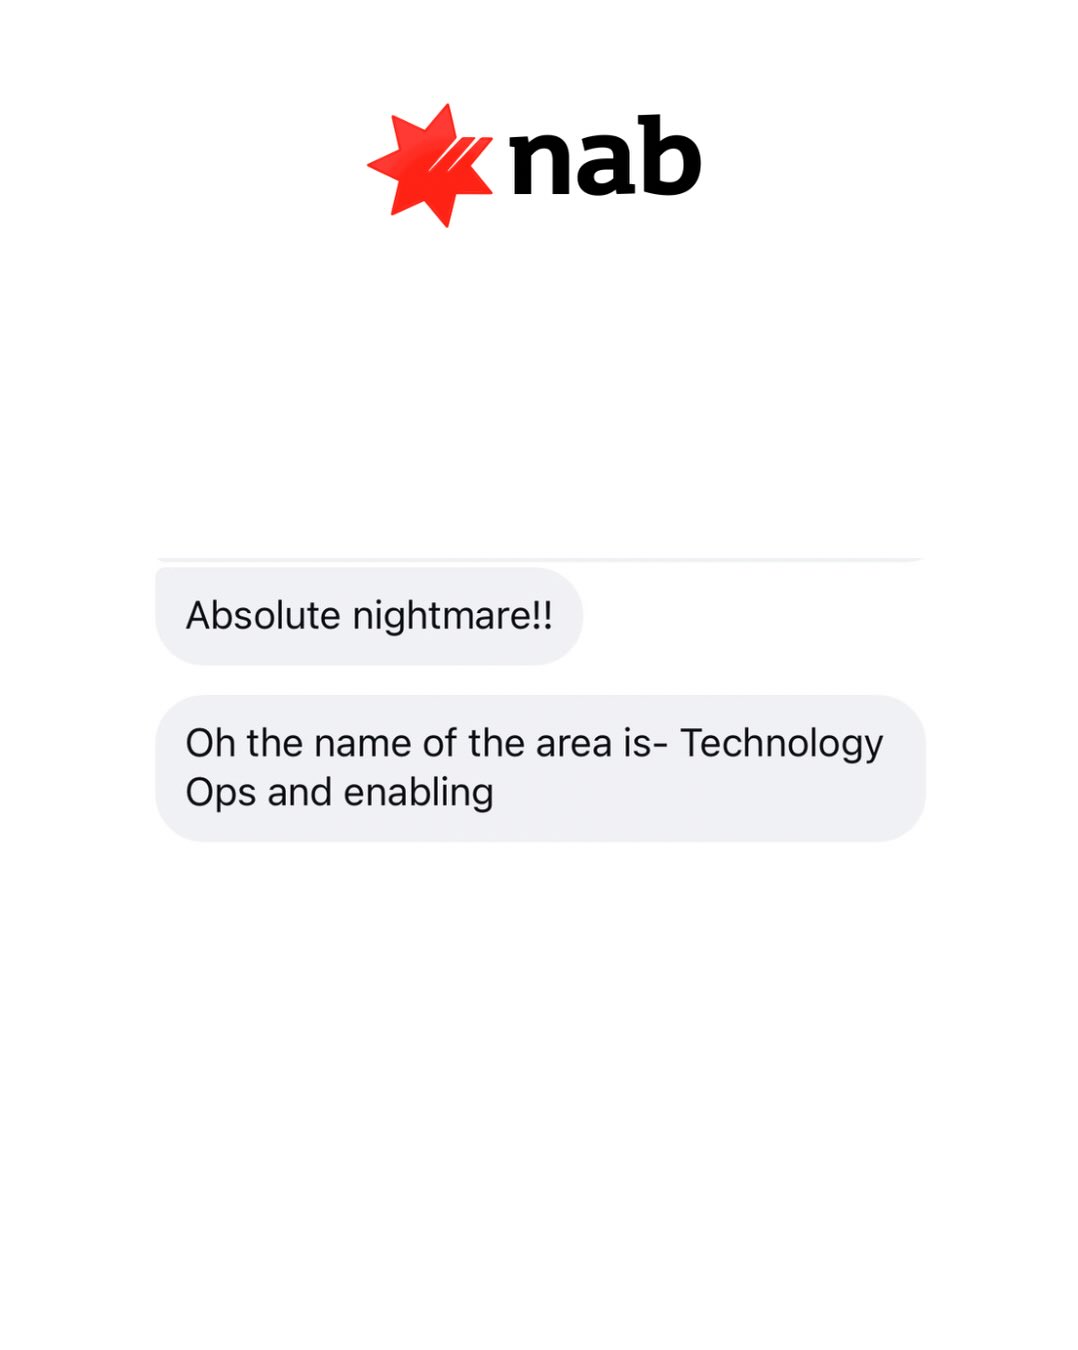 nab
Absolute nightmare!!
Oh the name of the area is- Technology
Ops and enabling